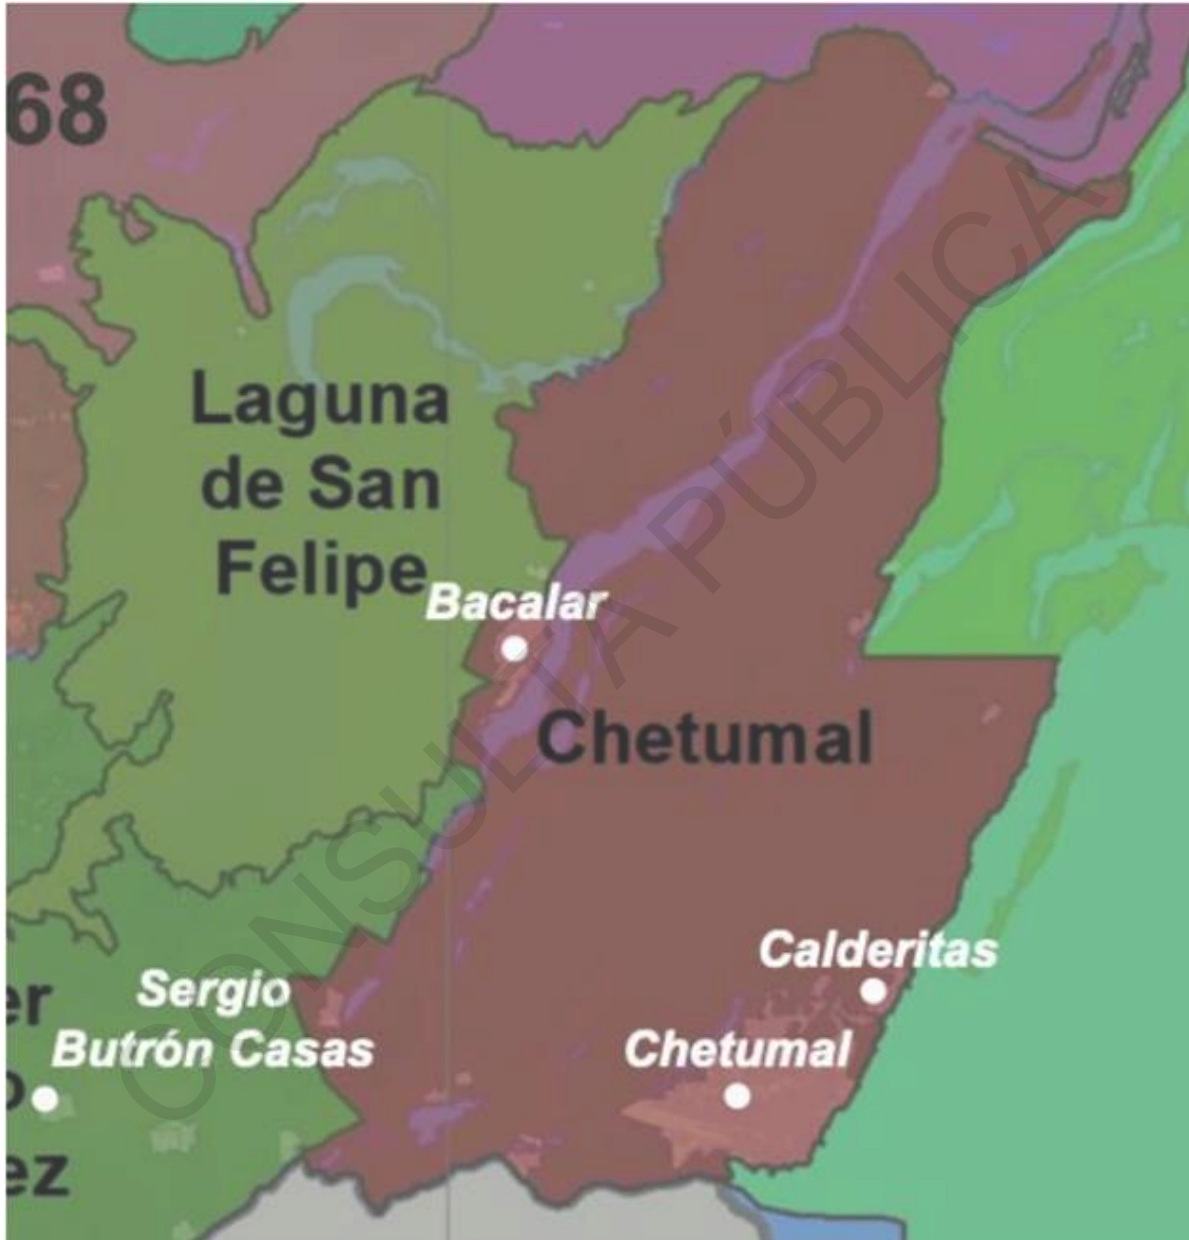 68
Laguna
de San
Felipe
Bacalar
Chetumal
Calderitas
Sergio
Butrón Casas
Chetumal
er
o
ez
CONSULTA PÚBLICA